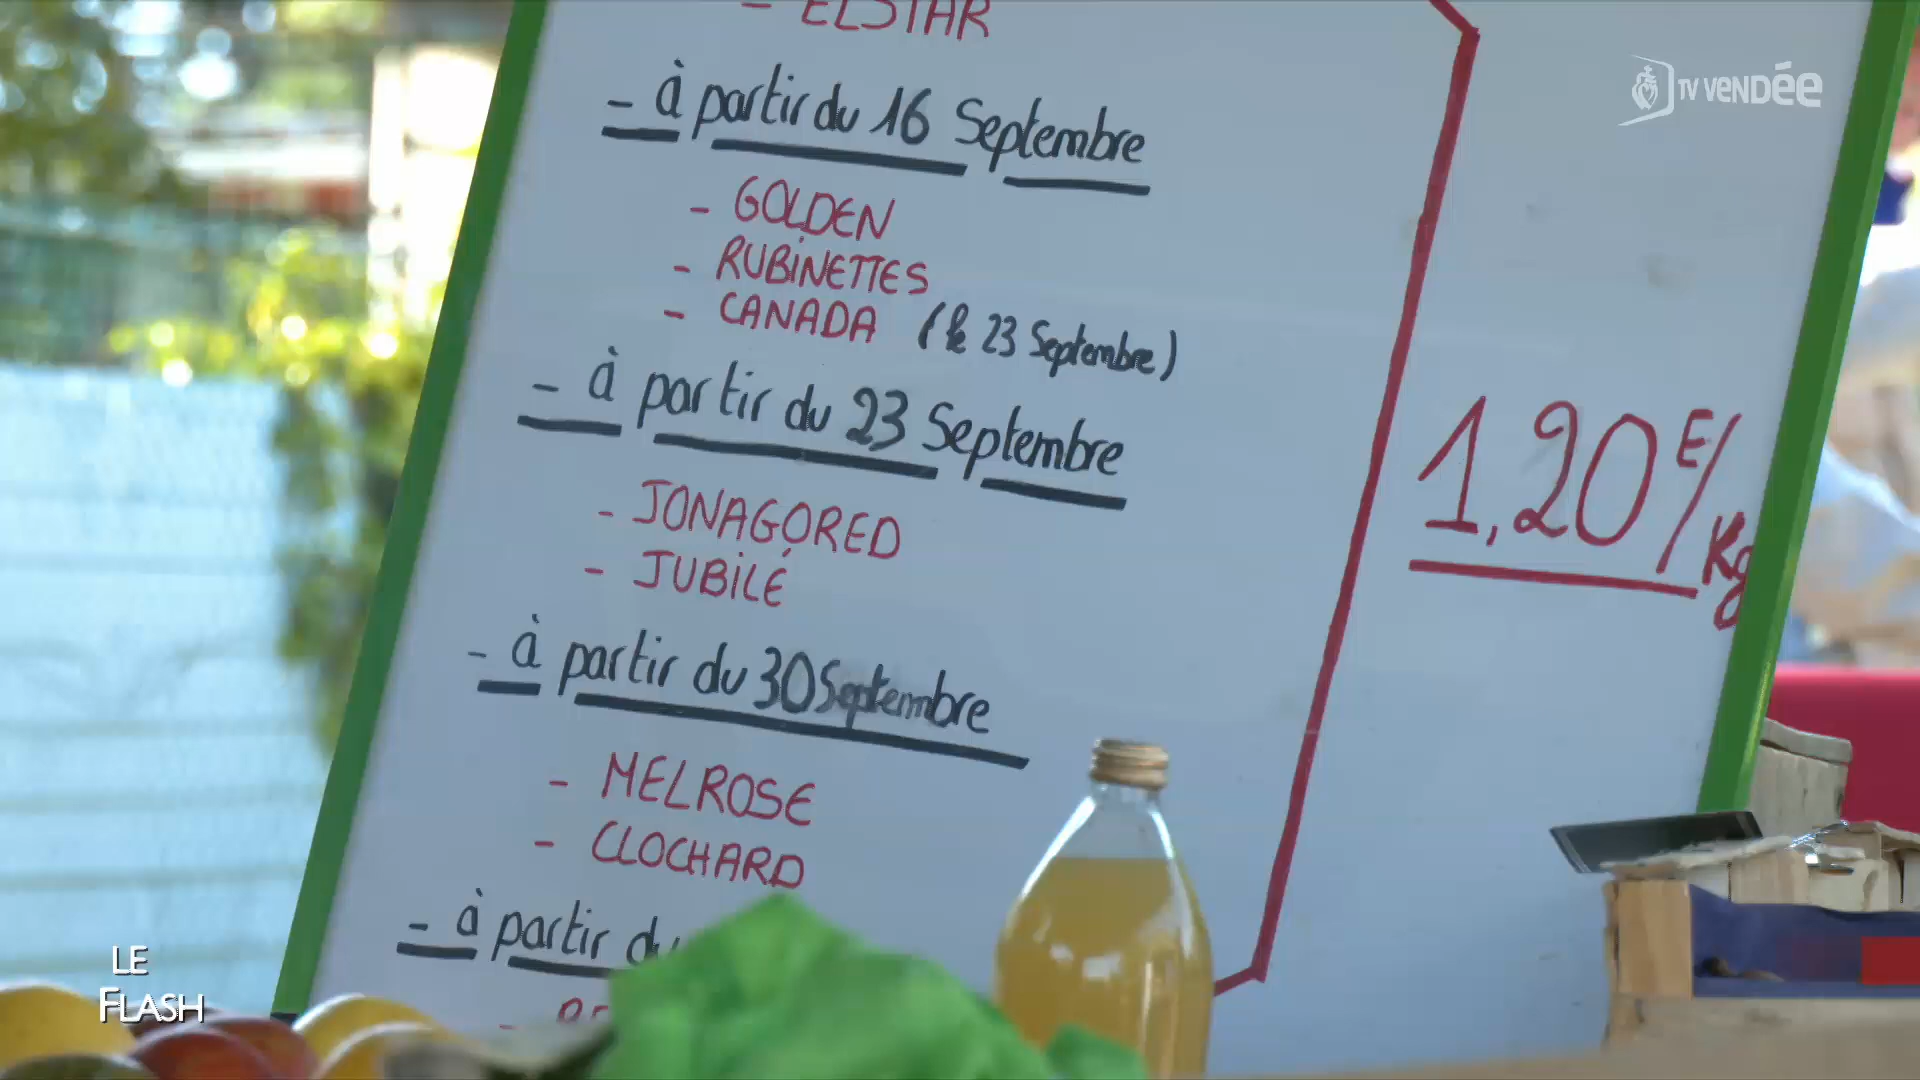 - ELSTAR
- à partir du 16 Septembre
- GOLDEN
- RUBINETTES
- CANADA (le 23 Septembre)
- à partir du 23 Septembre
- JONAGORED
- JUBILÉ
- à partir du 30 Septembre
- MELROSE
- CLOCHARD
- à partir du
1,20 E/Kg
TV VENDÉE
LE
FLASH